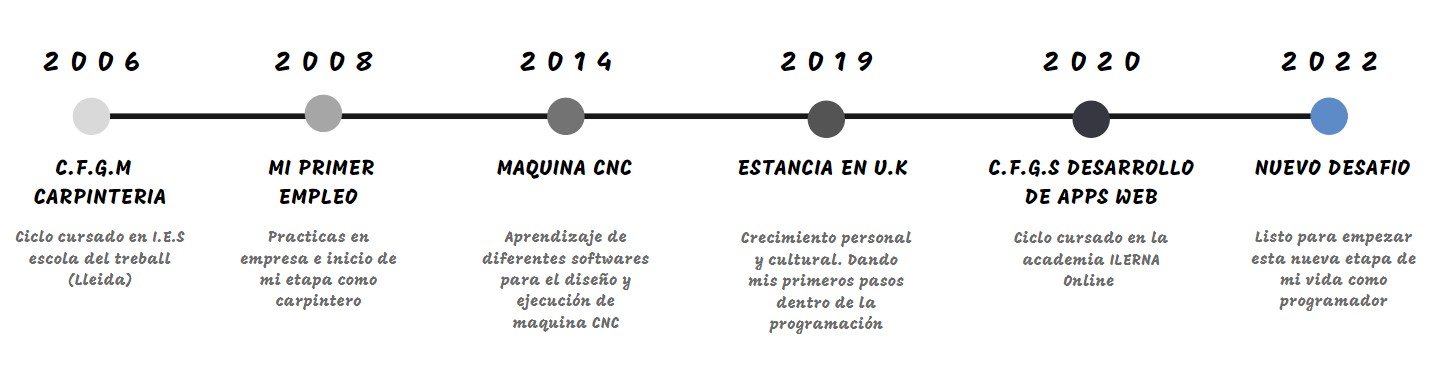 2006
2008
2014
2019
2020
2022
C.F.G.M
CARPINTERIA
MI PRIMER
EMPLEO
MAQUINA CNC
ESTANCIA EN U.K
C.F.G.S DESARROLLO
DE APPS WEB
NUEVO DESAFIO
Ciclo cursado en I.E.S
escola del treball
(Lleida)
Practicas en
empresa e inicio de
mi etapa como
carpintero
Aprendizaje de
diferentes softwares
para el diseño y
ejecución de
maquina CNC
Crecimiento personal
y cultural. Dando
mis primeros pasos
dentro de la
programación
Ciclo cursado en la
academia ILERNA
Online
Listo para empezar
esta nueva etapa de
mi vida como
programador